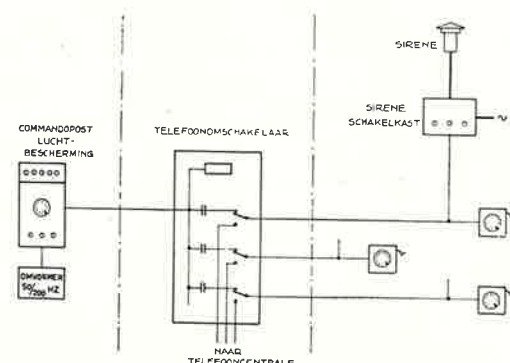 SIRENE
SIRENE
SCHAKELKAST
COMMANDOPOST
LUCHT-
BESCHERMING
TELEFOONOMSCHAKELAAR
OMVORMER
50/200 HZ
NAAR
TELEFOONCENTRALE